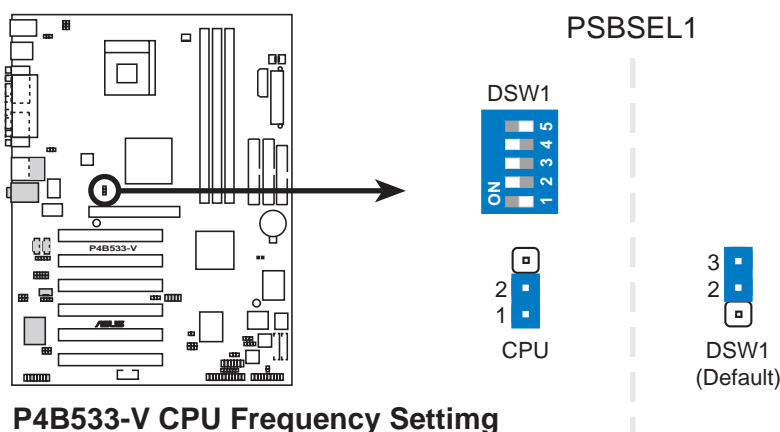 PSBSEL1
DSW1
ON
1 2 3 4 5
P4B533-V
ASUS
2
1
CPU
3
2
DSW1
(Default)
P4B533-V CPU Frequency Settimg